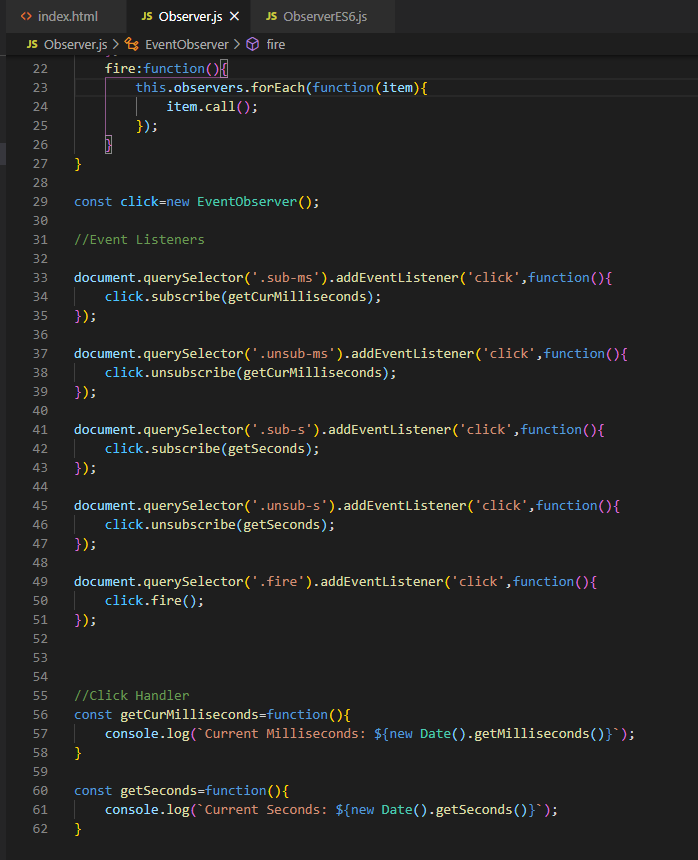 index.html
JS Observer.js ×
JS ObserverES6.js
JS Observer.js > EventObserver > fire
22 fire:function(){
23 this.observers.forEach(function(item){
24 item.call();
25 });
26 }
27 }
28
29 const click=new EventObserver();
30
31 //Event Listeners
32
33 document.querySelector('.sub-ms').addEventListener('click',function(){
34 click.subscribe(getCurMilliseconds);
35 });
36
37 document.querySelector('.unsub-ms').addEventListener('click',function(){
38 click.unsubscribe(getCurMilliseconds);
39 });
40
41 document.querySelector('.sub-s').addEventListener('click',function(){
42 click.subscribe(getSeconds);
43 });
44
45 document.querySelector('.unsub-s').addEventListener('click',function(){
46 click.unsubscribe(getSeconds);
47 });
48
49 document.querySelector('.fire').addEventListener('click',function(){
50 click.fire();
51 });
52
53
54
55 //Click Handler
56 const getCurMilliseconds=function(){
57 console.log(`Current Milliseconds: ${new Date().getMilliseconds()}`);
58 }
59
60 const getSeconds=function(){
61 console.log(`Current Seconds: ${new Date().getSeconds()}`);
62 }